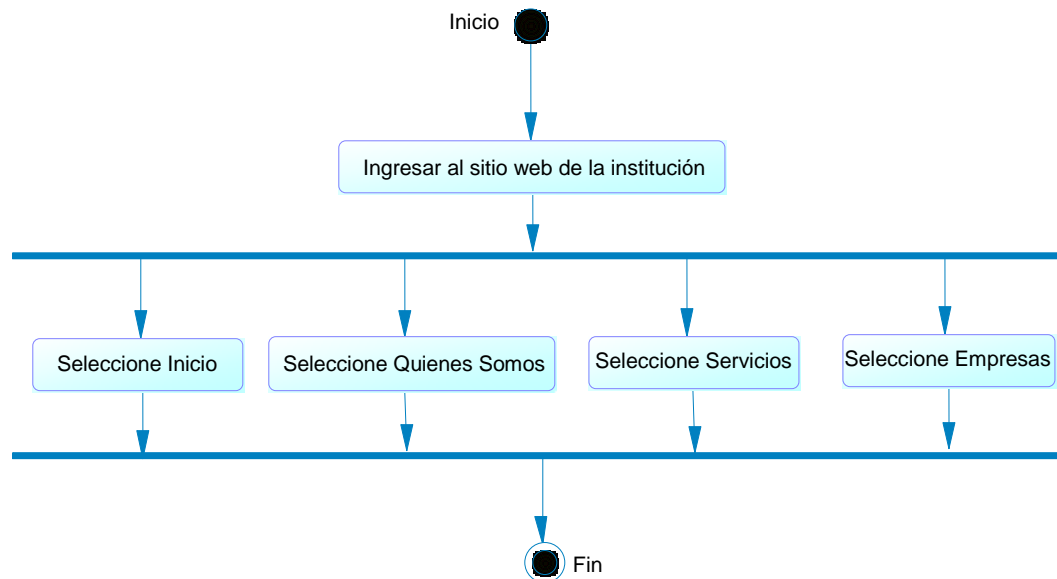 Inicio
Ingresar al sitio web de la institución
Seleccione Inicio
Seleccione Quienes Somos
Seleccione Servicios
Seleccione Empresas
Fin